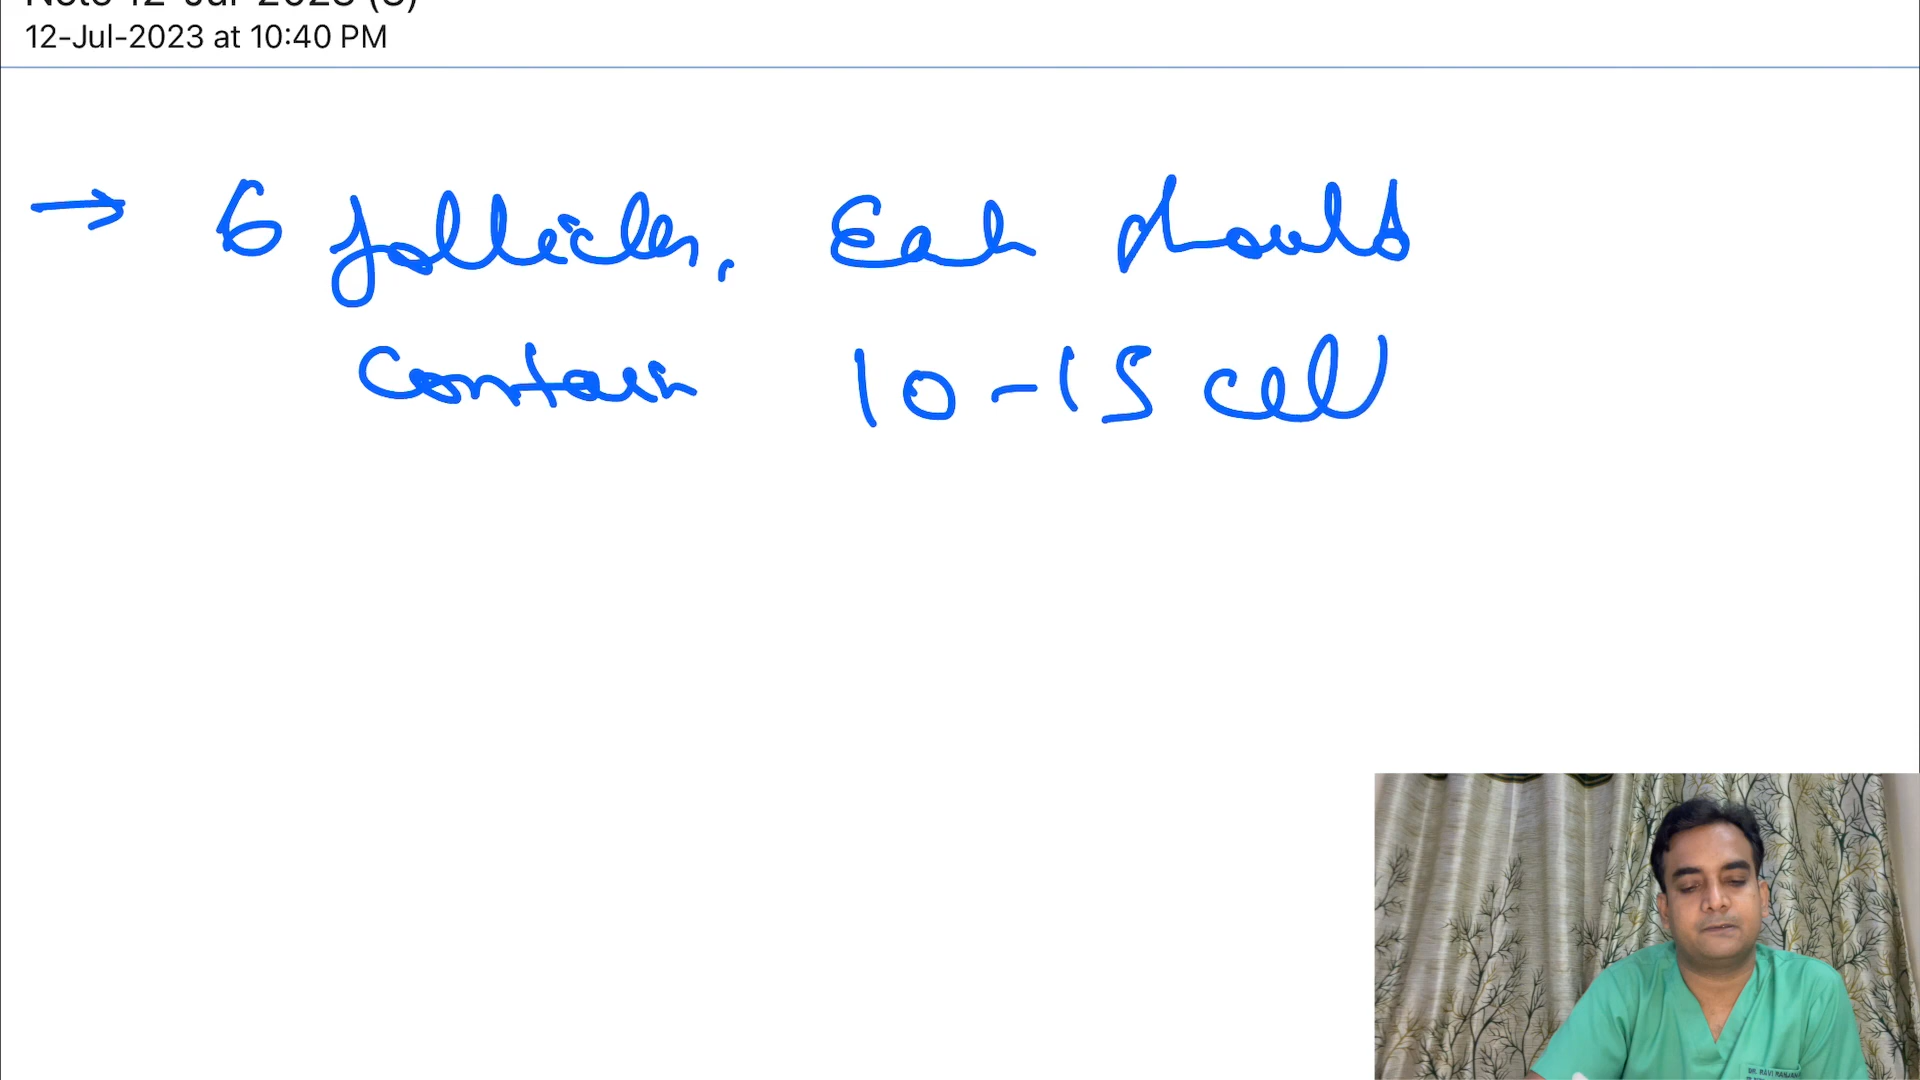 12-Jul-2023 at 10:40 PM
→ 6 follicles. Each should
contain 10-15 cell